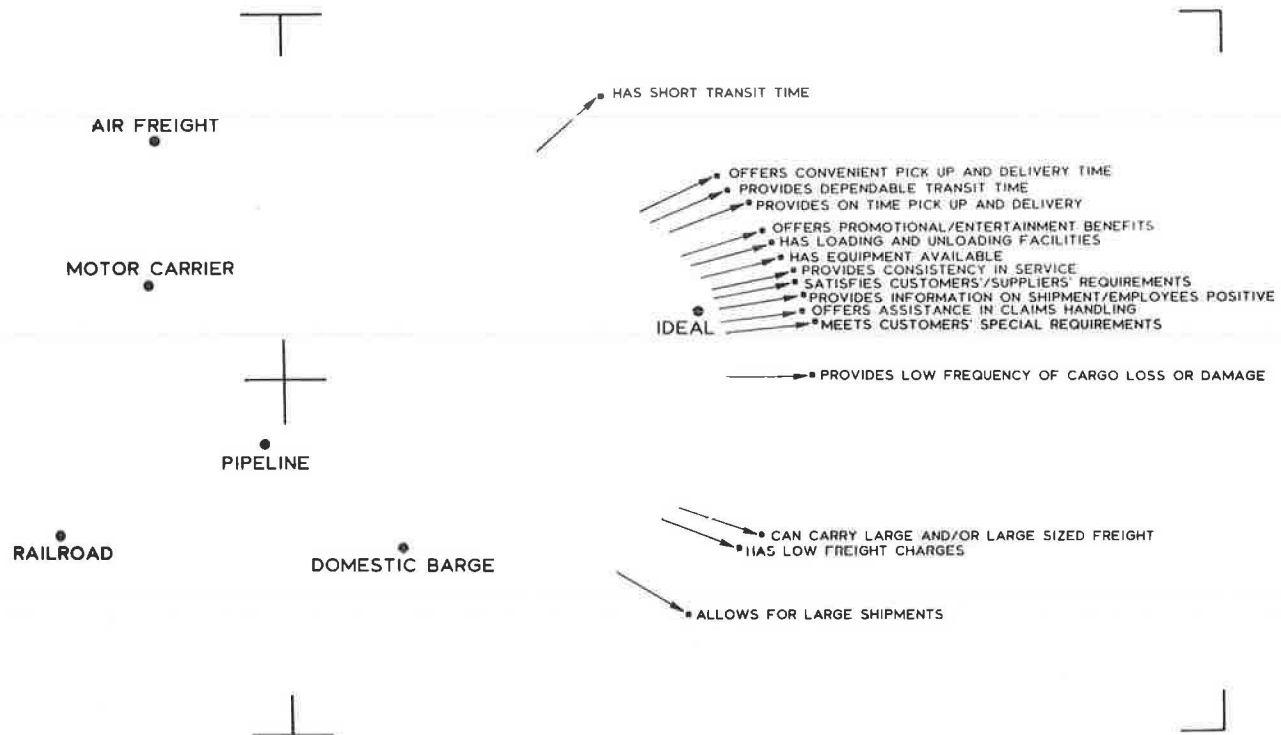 HAS SHORT TRANSIT TIME
AIR FREIGHT
OFFERS CONVENIENT PICK UP AND DELIVERY TIME
PROVIDES DEPENDABLE TRANSIT TIME
PROVIDES ON TIME PICK UP AND DELIVERY
OFFERS PROMOTIONAL/ENTERTAINMENT BENEFITS
HAS LOADING AND UNLOADING FACILITIES
HAS EQUIPMENT AVAILABLE
MOTOR CARRIER
PROVIDES CONSISTENCY IN SERVICE
SATISFIES CUSTOMERS'/SUPPLIERS' REQUIREMENTS
PROVIDES INFORMATION ON SHIPMENT/EMPLOYEES POSITIVE
OFFERS ASSISTANCE IN CLAIMS HANDLING
IDEAL
MEETS CUSTOMERS' SPECIAL REQUIREMENTS
PROVIDES LOW FREQUENCY OF CARGO LOSS OR DAMAGE
PIPELINE
CAN CARRY LARGE AND/OR LARGE SIZED FREIGHT
HAS LOW FREIGHT CHARGES
RAILROAD
DOMESTIC BARGE
ALLOWS FOR LARGE SHIPMENTS